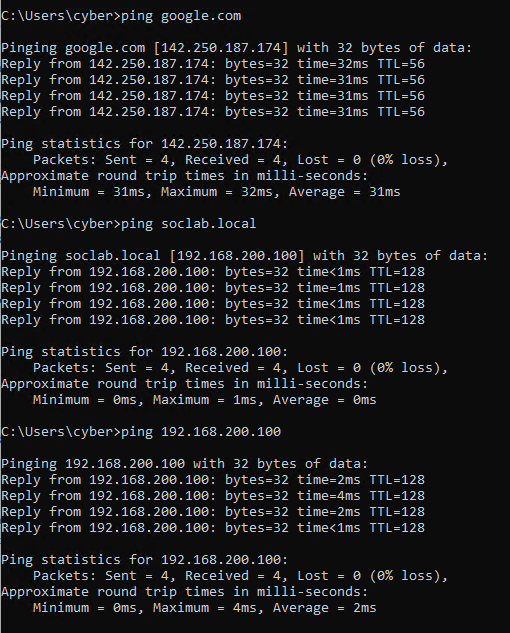 C:\Users\cyber>ping google.com
Pinging google.com [142.250.187.174] with 32 bytes of data:
Reply from 142.250.187.174: bytes=32 time=32ms TTL=56
Reply from 142.250.187.174: bytes=32 time=31ms TTL=56
Reply from 142.250.187.174: bytes=32 time=31ms TTL=56
Reply from 142.250.187.174: bytes=32 time=31ms TTL=56
Ping statistics for 142.250.187.174:
    Packets: Sent = 4, Received = 4, Lost = 0 (0% loss),
Approximate round trip times in milli-seconds:
    Minimum = 31ms, Maximum = 32ms, Average = 31ms
C:\Users\cyber>ping soclab.local
Pinging soclab.local [192.168.200.100] with 32 bytes of data:
Reply from 192.168.200.100: bytes=32 time<1ms TTL=128
Reply from 192.168.200.100: bytes=32 time=1ms TTL=128
Reply from 192.168.200.100: bytes=32 time<1ms TTL=128
Reply from 192.168.200.100: bytes=32 time<1ms TTL=128
Ping statistics for 192.168.200.100:
    Packets: Sent = 4, Received = 4, Lost = 0 (0% loss),
Approximate round trip times in milli-seconds:
    Minimum = 0ms, Maximum = 1ms, Average = 0ms
C:\Users\cyber>ping 192.168.200.100
Pinging 192.168.200.100 with 32 bytes of data:
Reply from 192.168.200.100: bytes=32 time=2ms TTL=128
Reply from 192.168.200.100: bytes=32 time=4ms TTL=128
Reply from 192.168.200.100: bytes=32 time=2ms TTL=128
Reply from 192.168.200.100: bytes=32 time<1ms TTL=128
Ping statistics for 192.168.200.100:
    Packets: Sent = 4, Received = 4, Lost = 0 (0% loss),
Approximate round trip times in milli-seconds:
    Minimum = 0ms, Maximum = 4ms, Average = 2ms